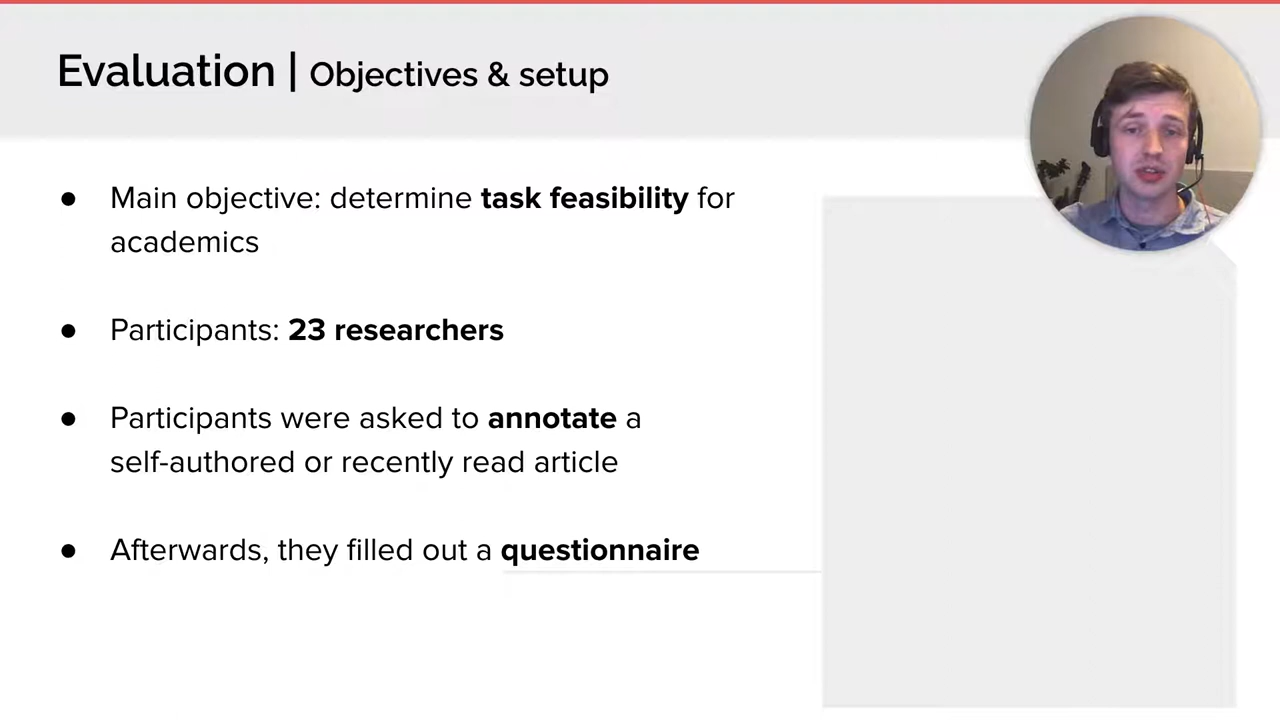 Evaluation | Objectives & setup
● Main objective: determine task feasibility for
academics
● Participants: 23 researchers
● Participants were asked to annotate a
self-authored or recently read article
● Afterwards, they filled out a questionnaire